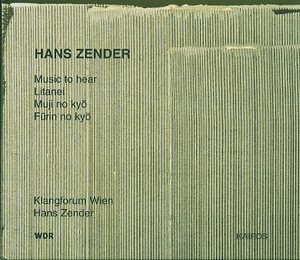 HANS ZENDER
Music to hear
Litanei
Muji no kyō
Fūrin no kyō
Klangforum Wien
Hans Zender
WDR
KAIROS